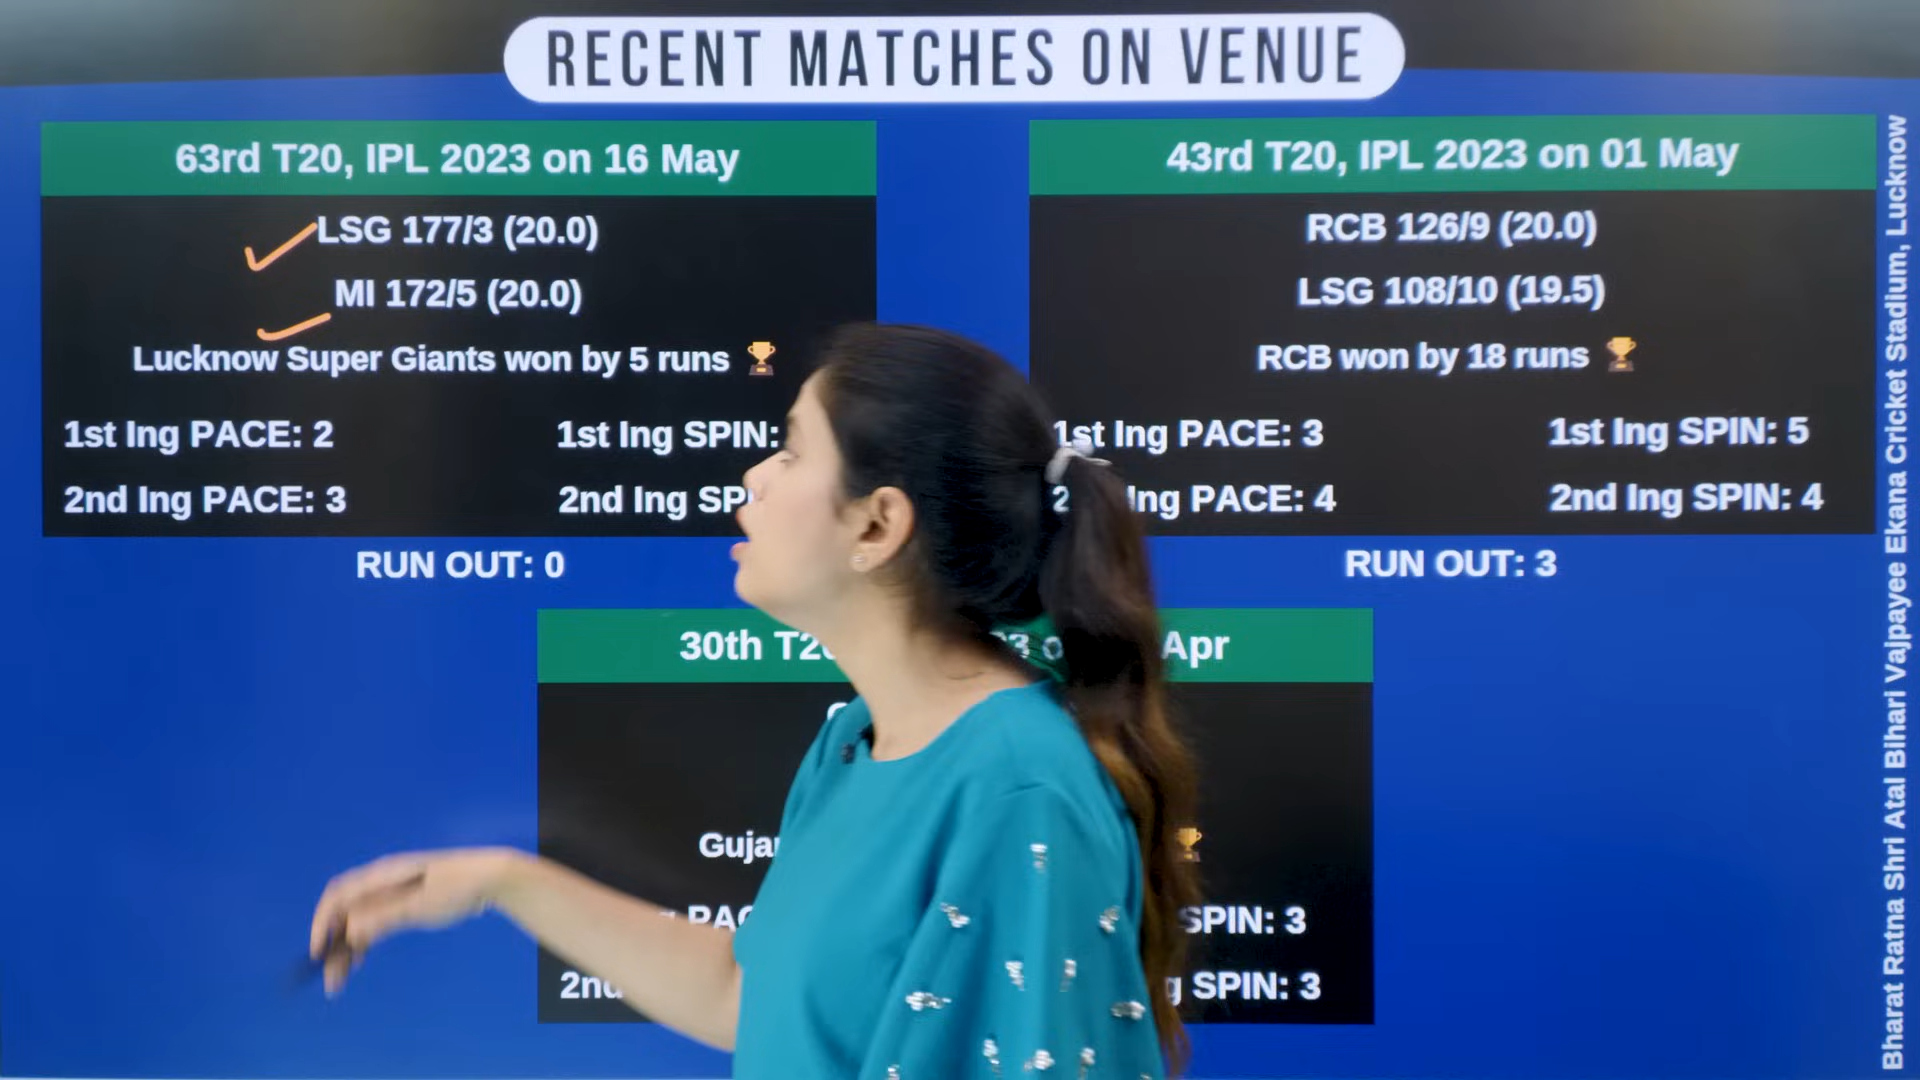 RECENT MATCHES ON VENUE
63rd T20, IPL 2023 on 16 May
LSG 177/3 (20.0)
MI 172/5 (20.0)
Lucknow Super Giants won by 5 runs
1st Ing PACE: 2
1st Ing SPIN:
2nd Ing PACE: 3
2nd Ing
RUN OUT: 0
43rd T20, IPL 2023 on 01 May
RCB 126/9 (20.0)
LSG 108/10 (19.5)
RCB won by 18 runs
1st Ing PACE: 3
1st Ing SPIN: 5
Ing PACE: 4
2nd Ing SPIN: 4
RUN OUT: 3
30th Apr
SPIN: 3
SPIN: 3
Bharat Ratna Shri Atal Bihari Vajpayee Ekana Cricket Stadium, Lucknow